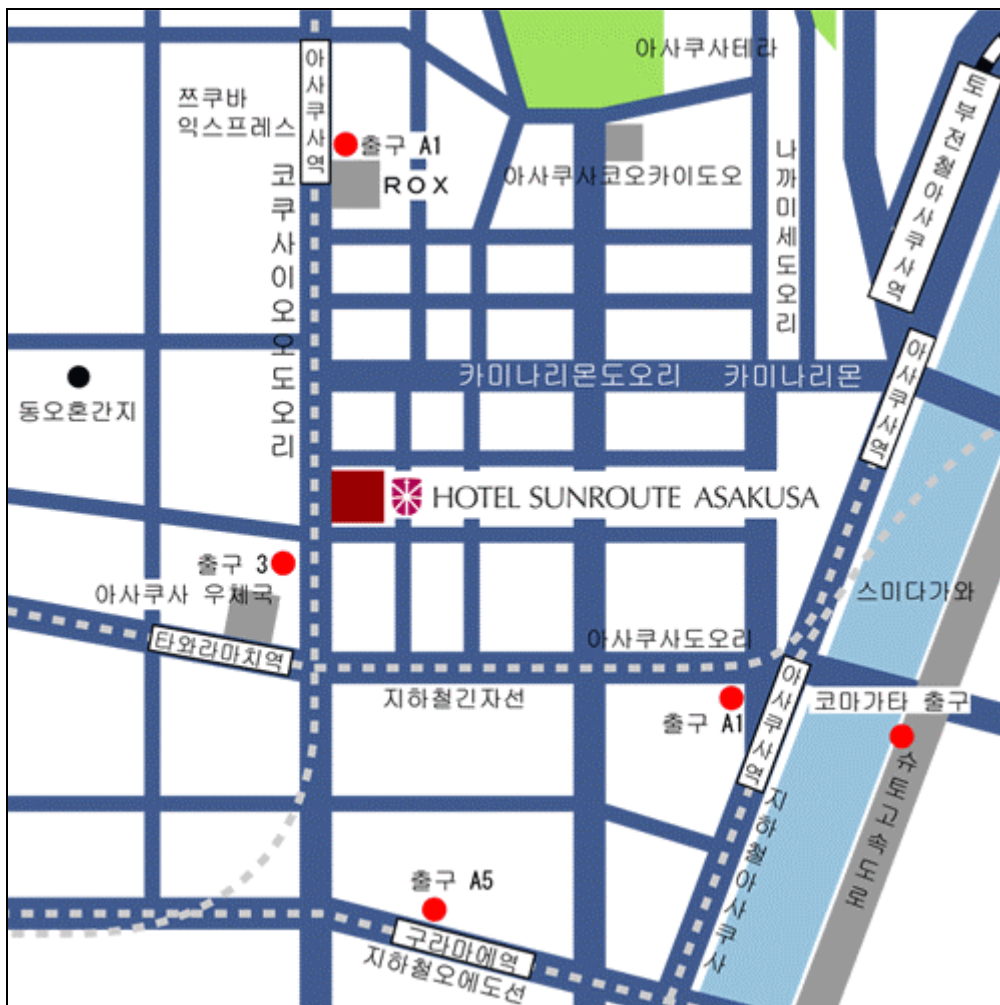 아사쿠사테라
아사쿠사역
쯔쿠바
익스프레스
출구 A1
ROX
코쿠사이오오도오리
아사쿠사코오카이도오
나까미세도오리
토부전철아사쿠사역
아사쿠사역
카미나리몬도오리
카미나리몬
동오혼간지
HOTEL SUNROUTE ASAKUSA
출구 3
아사쿠사 우체국
타와라마치역
아사쿠사도오리
스미다가와
지하철긴자선
출구 A1
아사쿠사역
코마가타 출구
슈토고속도로
지하철아사쿠사
출구 A5
구라마에역
지하철오에도선